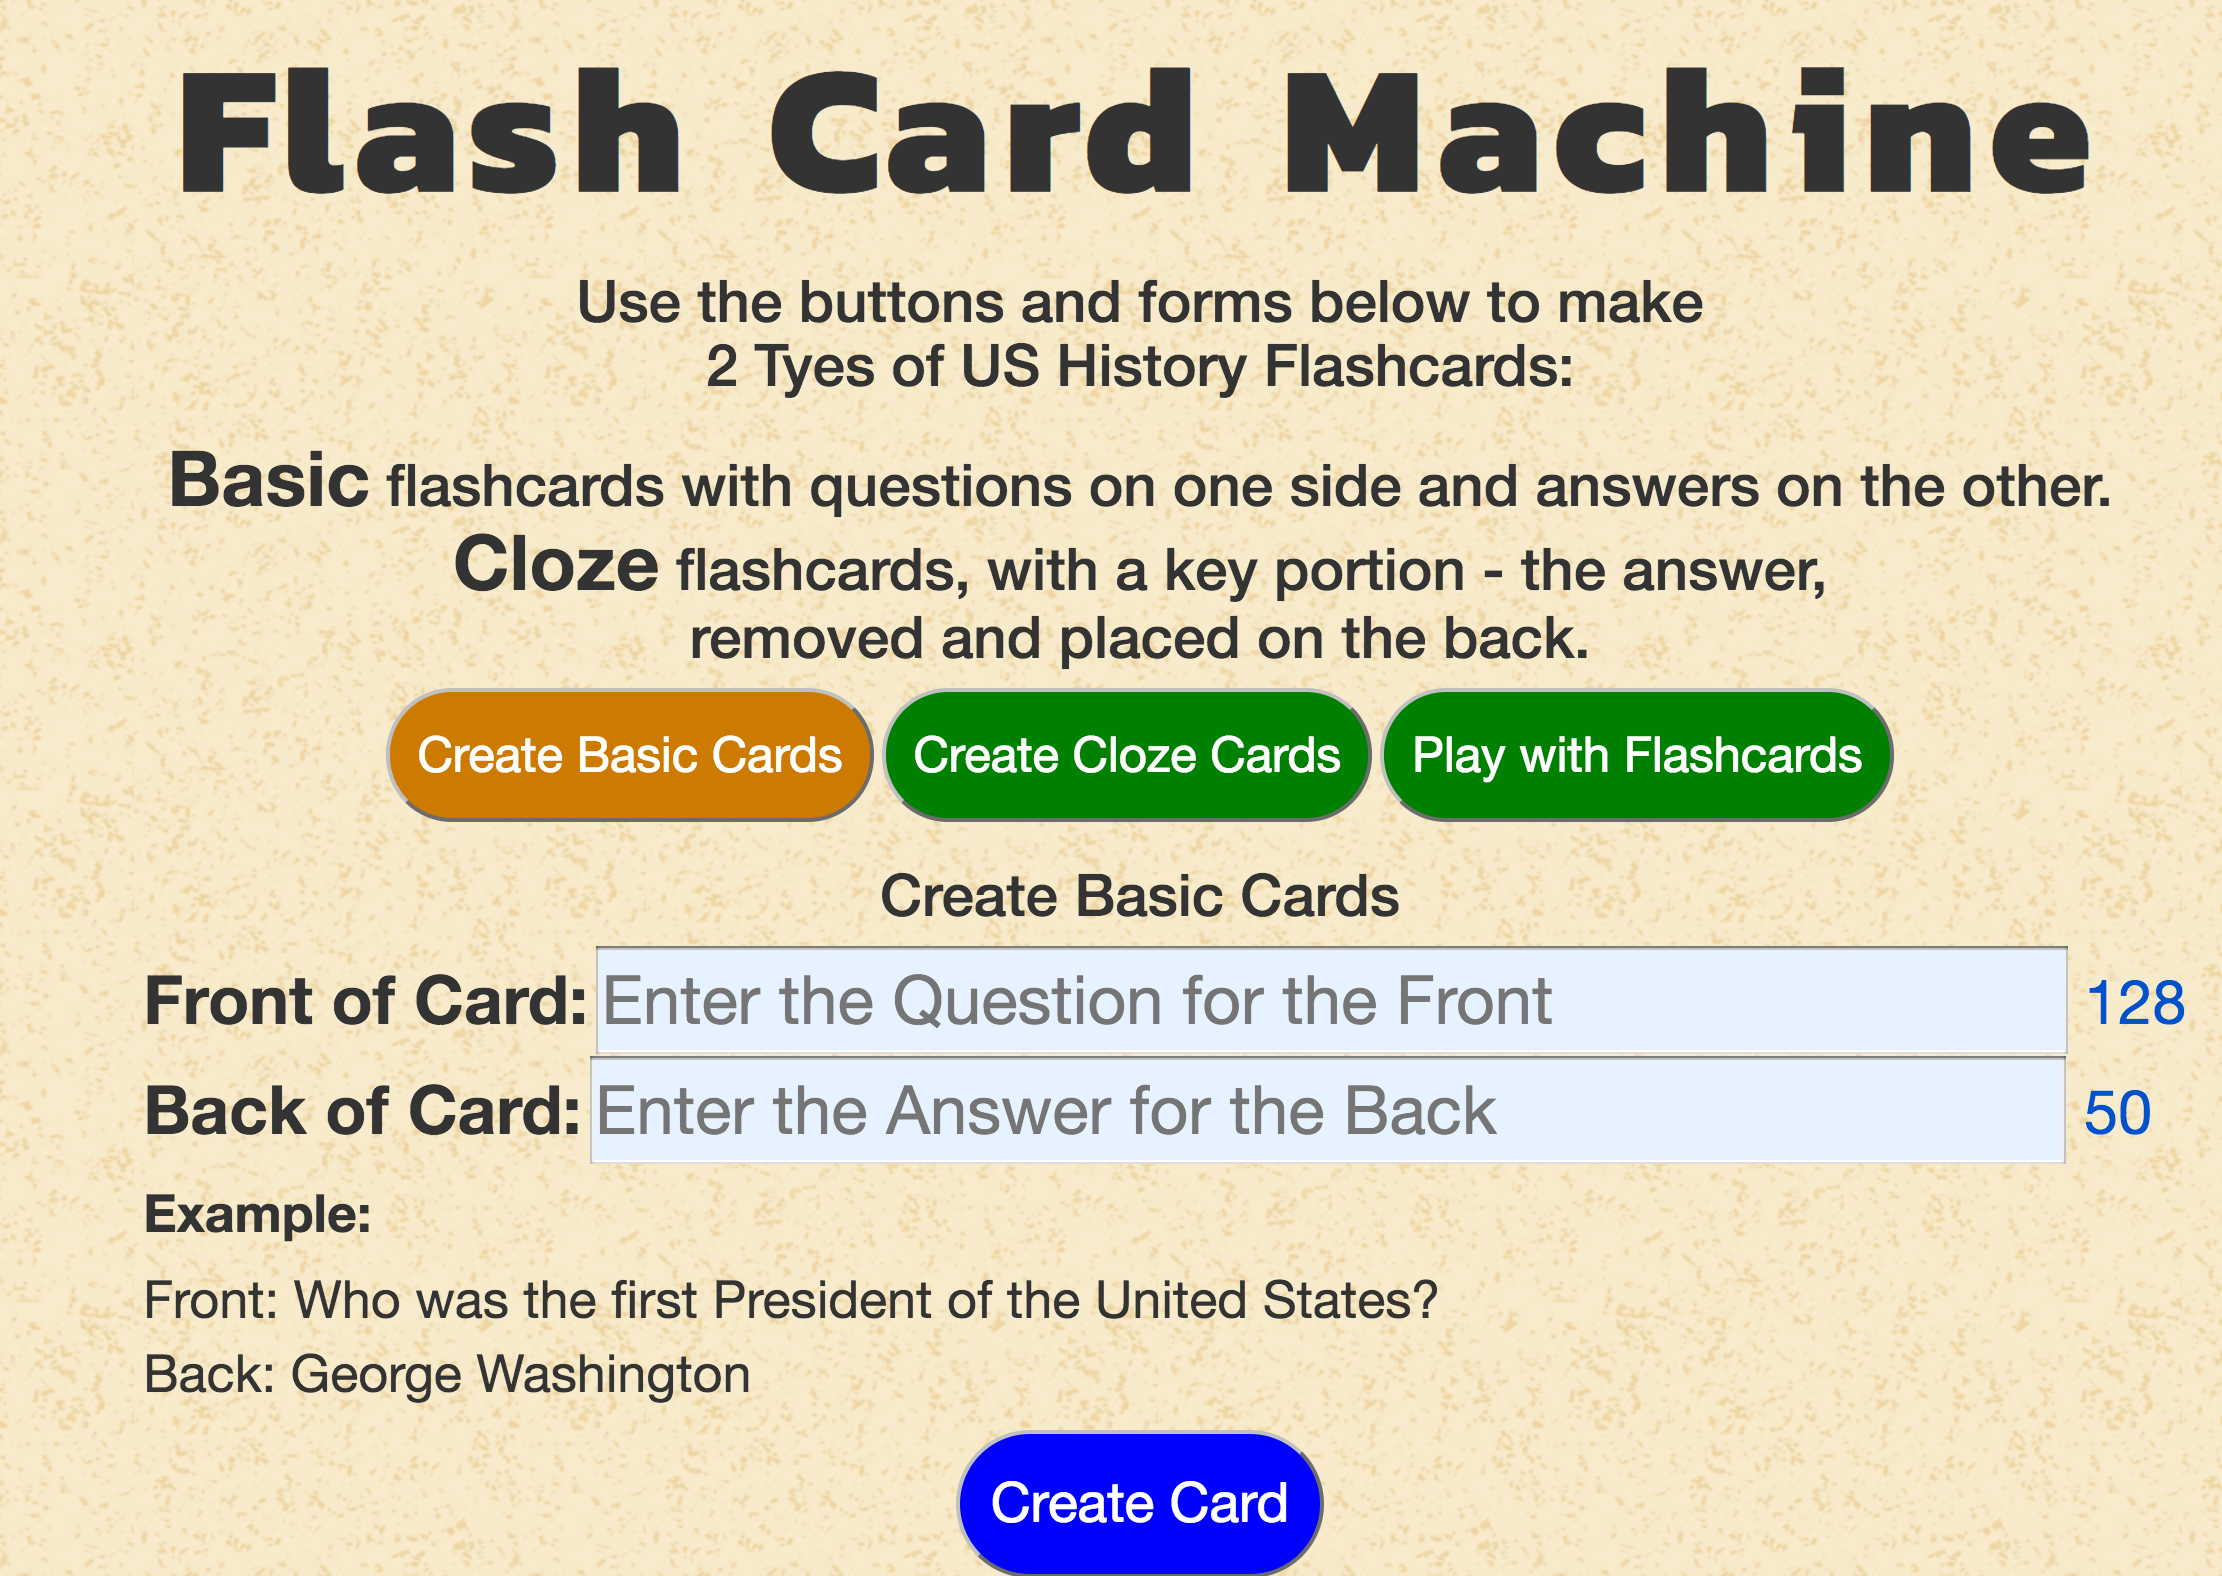 Flash Card Machine
Use the buttons and forms below to make
2 Tyes of US History Flashcards:
Basic flashcards with questions on one side and answers on the other.
Cloze flashcards, with a key portion - the answer,
removed and placed on the back.
Create Basic Cards Create Cloze Cards Play with Flashcards
Create Basic Cards
Front of Card: Enter the Question for the Front 128
Back of Card: Enter the Answer for the Back 50
Example:
Front: Who was the first President of the United States?
Back: George Washington
Create Card